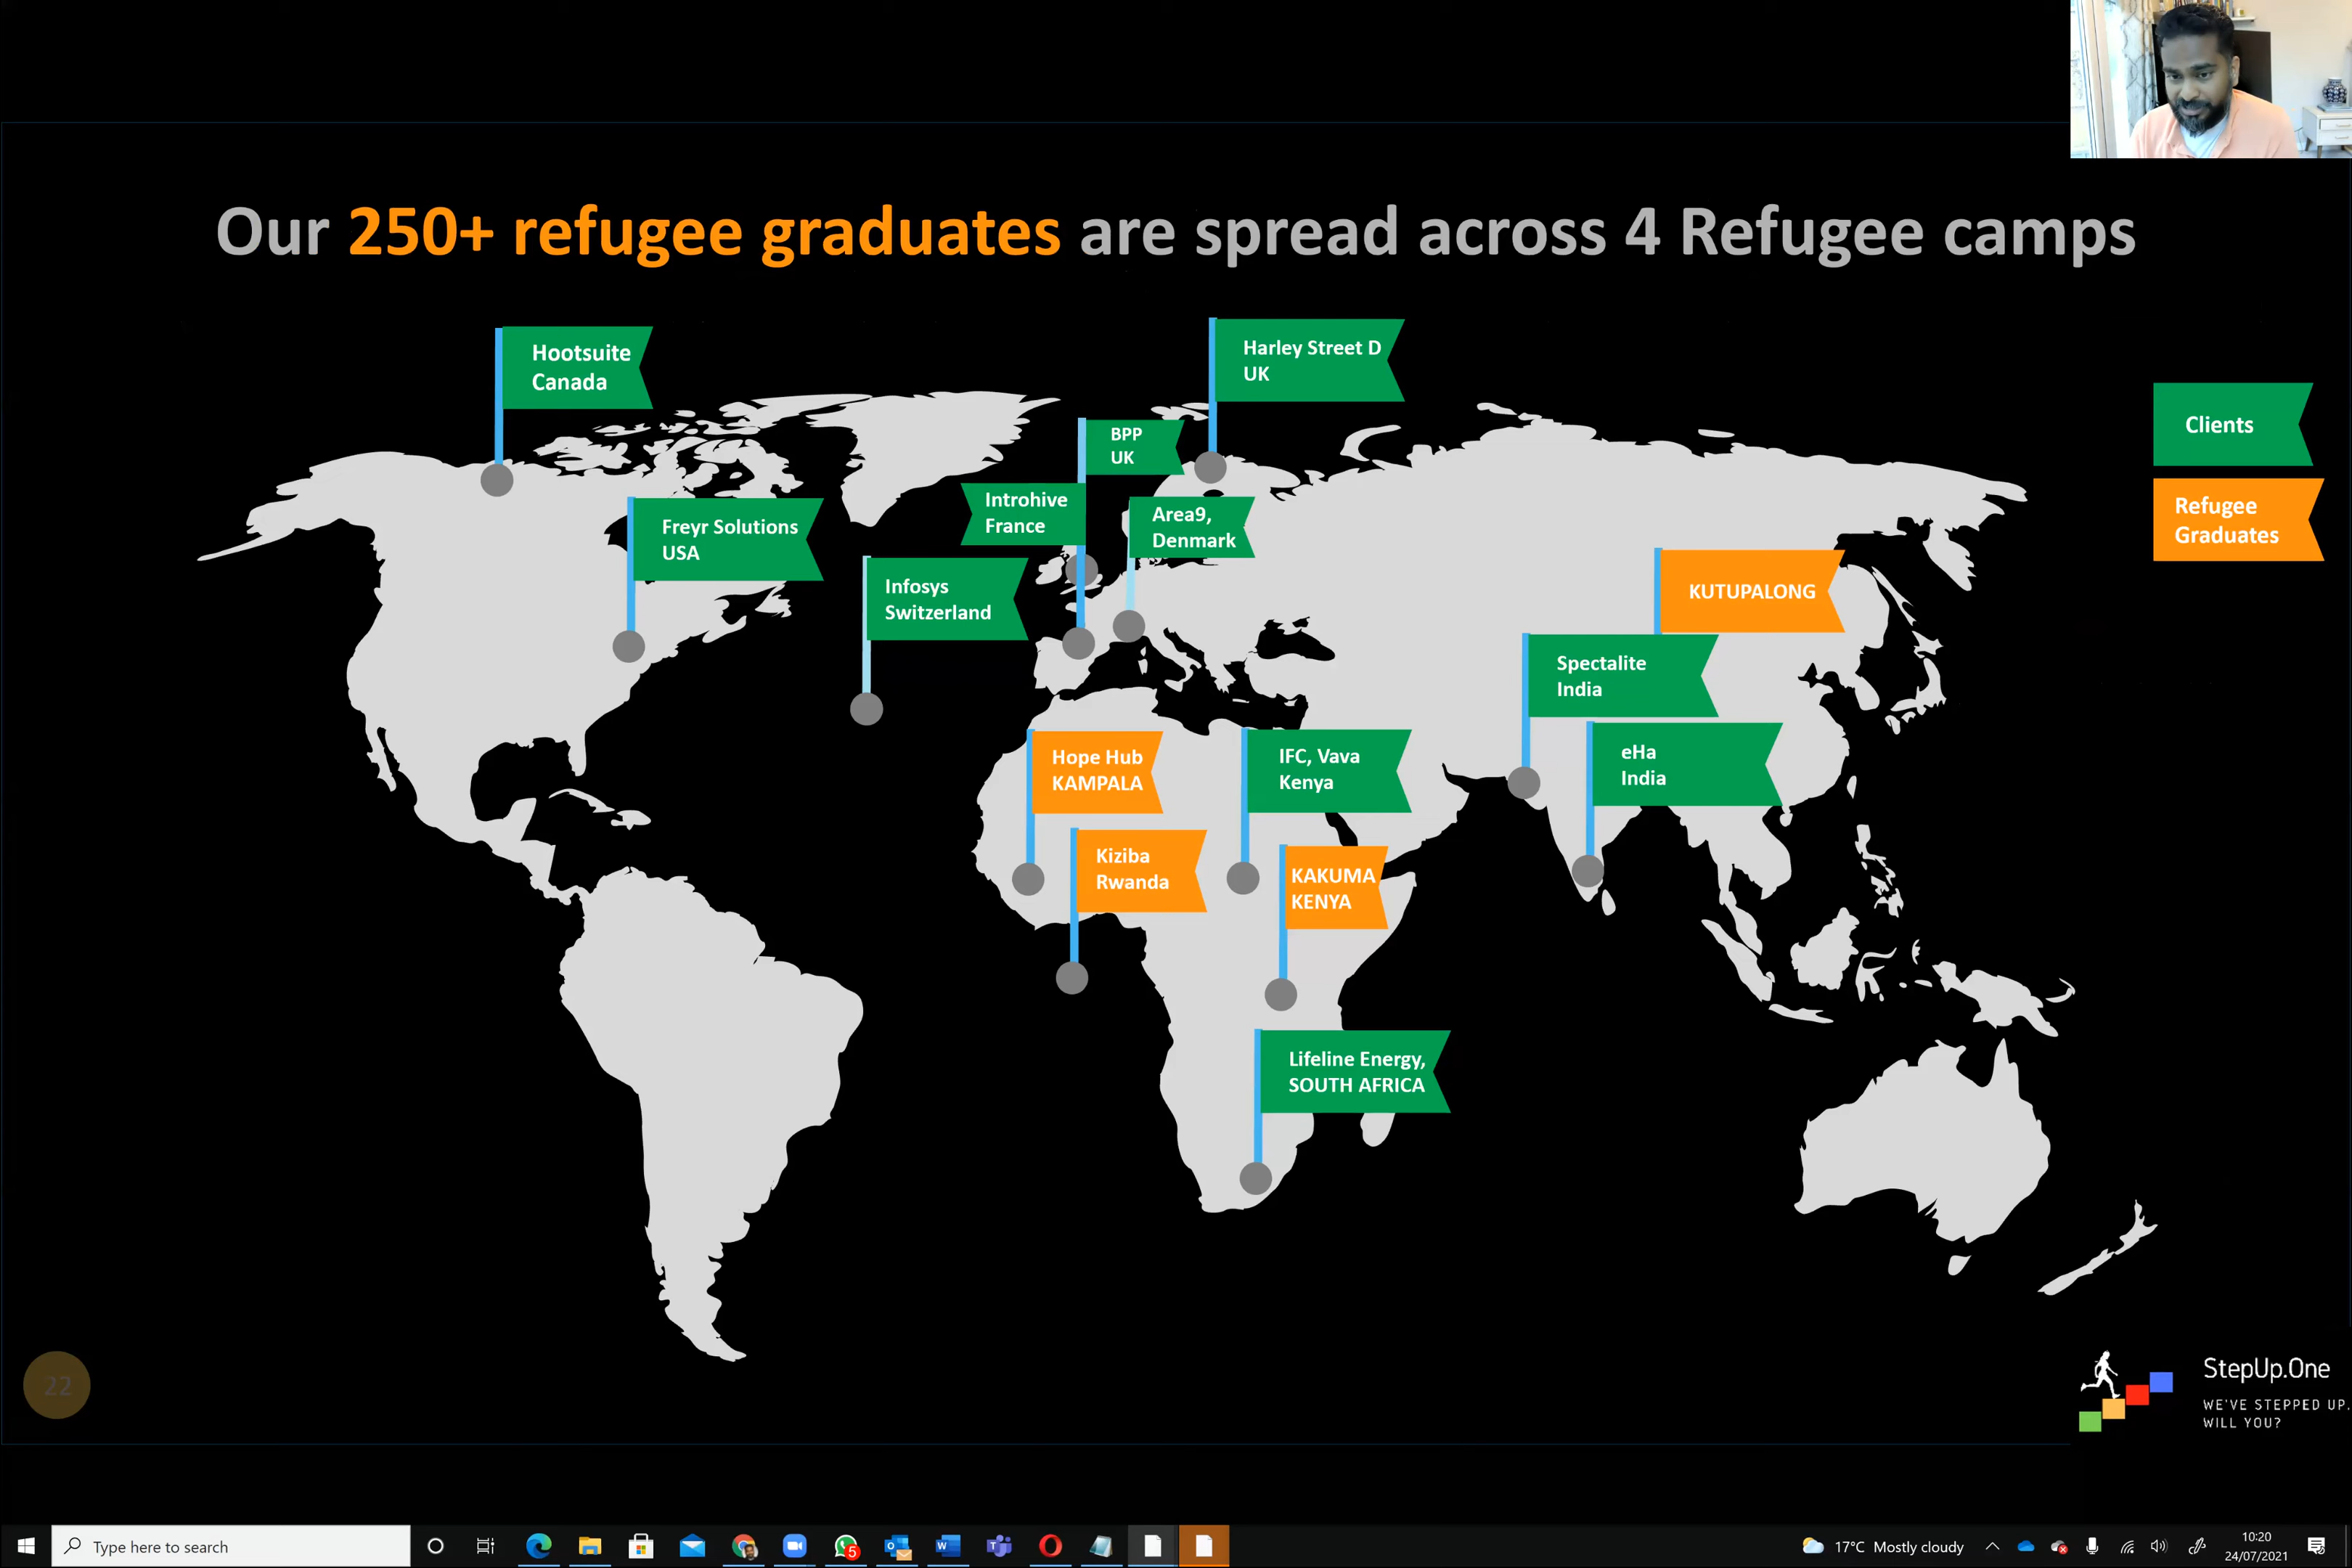 Our 250+ refugee graduates are spread across 4 Refugee camps
Hootsuite
Canada
Harley Street D
UK
Clients
BPP
UK
Refugee
Graduates
Introhive
France
Area9,
Denmark
Freyr Solutions
USA
Infosys
Switzerland
KUTUPALONG
Spectalite
India
Hope Hub
KAMPALA
IFC, Vava
Kenya
eHa
India
Kiziba
Rwanda
KAKUMA
KENYA
Lifeline Energy,
SOUTH AFRICA
22
StepUp.One
WE'VE STEPPED UP.
WILL YOU?
Type here to search
5
17°C Mostly cloudy
10:20
24/07/2021